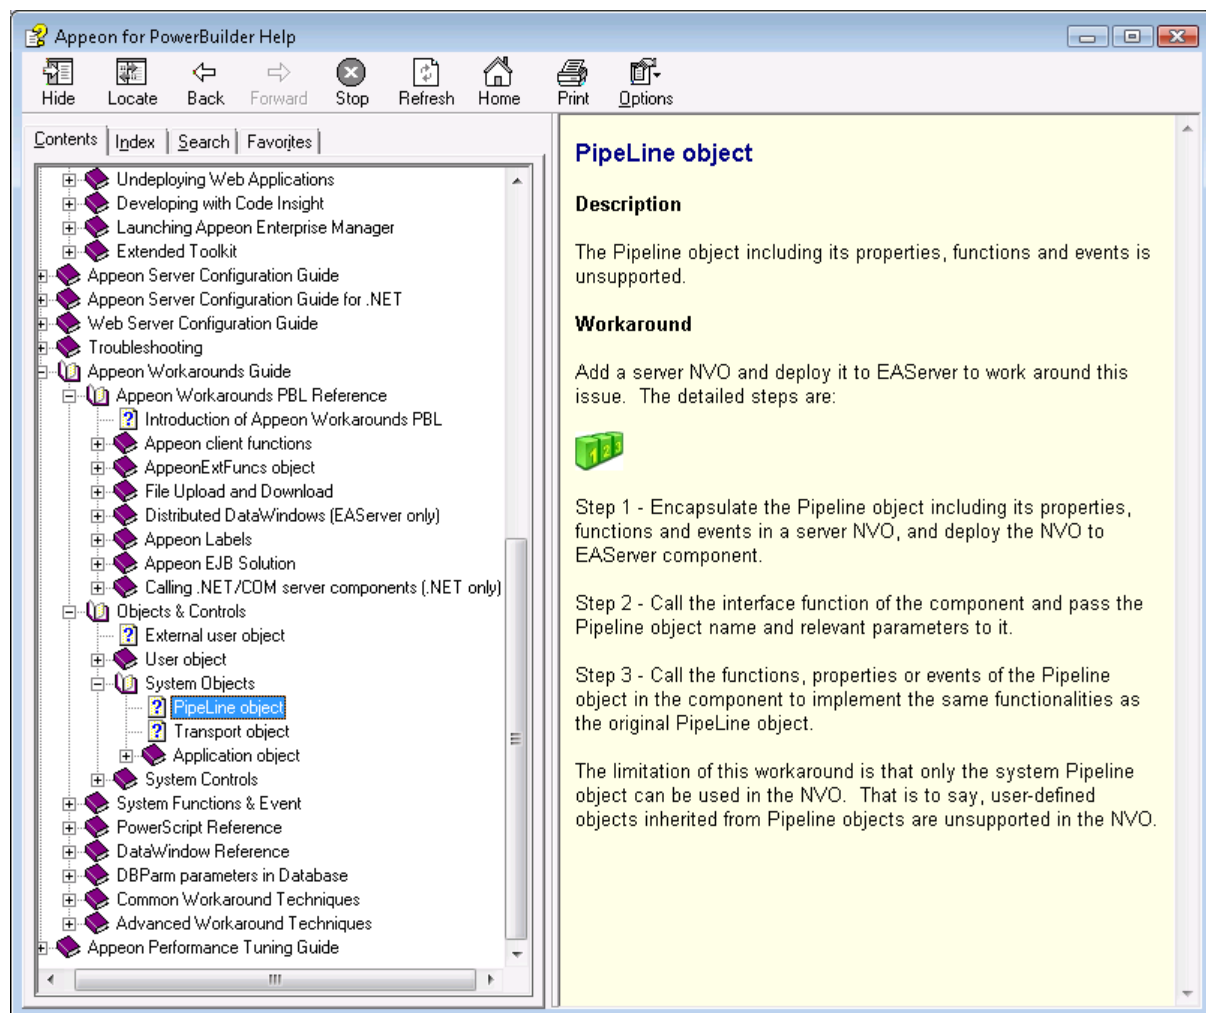 Appeon for PowerBuilder Help
Hide Locate Back Forward Stop Refresh Home Print Options
Contents Index Search Favorites
Undeploying Web Applications
Developing with Code Insight
Launching Appeon Enterprise Manager
Extended Toolkit
Appeon Server Configuration Guide
Appeon Server Configuration Guide for .NET
Web Server Configuration Guide
Troubleshooting
Appeon Workarounds Guide
Appeon Workarounds PBL Reference
Introduction of Appeon Workarounds PBL
Appeon client functions
AppeonExtFuncs object
File Upload and Download
Distributed DataWindows (EAServer only)
Appeon Labels
Appeon EJB Solution
Calling .NET/COM server components (.NET only)
Objects & Controls
External user object
User object
System Objects
PipeLine object
Transport object
Application object
System Controls
System Functions & Event
PowerScript Reference
DataWindow Reference
DBParm parameters in Database
Common Workaround Techniques
Advanced Workaround Techniques
Appeon Performance Tuning Guide
PipeLine object
Description
The Pipeline object including its properties, functions and events is
unsupported.
Workaround
Add a server NVO and deploy it to EAServer to work around this
issue. The detailed steps are:
1 2 3
Step 1 - Encapsulate the Pipeline object including its properties,
functions and events in a server NVO, and deploy the NVO to
EAServer component.
Step 2 - Call the interface function of the component and pass the
Pipeline object name and relevant parameters to it.
Step 3 - Call the functions, properties or events of the Pipeline
object in the component to implement the same functionalities as
the original PipeLine object.
The limitation of this workaround is that only the system Pipeline
object can be used in the NVO. That is to say, user-defined
objects inherited from Pipeline objects are unsupported in the NVO.